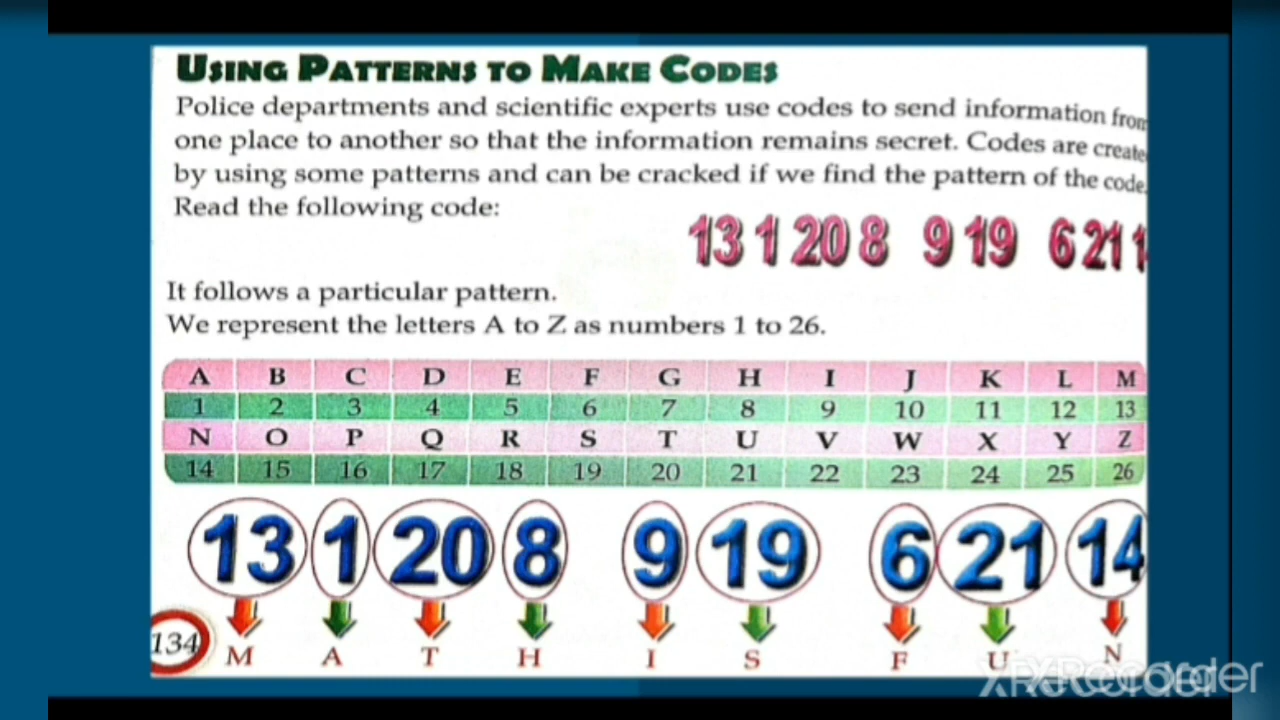 USING PATTERNS TO MAKE CODES
Police departments and scientific experts use codes to send information from
one place to another so that the information remains secret. Codes are create
by using some patterns and can be cracked if we find the pattern of the code.
Read the following code:
13 1 20 8 9 19 6 21 1
It follows a particular pattern.
We represent the letters A to Z as numbers 1 to 26.
A B C D E F G H I J K L M
1 2 3 4 5 6 7 8 9 10 11 12 13
N O P Q R S T U V W X Y Z
14 15 16 17 18 19 20 21 22 23 24 25 26
13 1 20 8 9 19 6 21 14
M A T H I S F U N
134
XRecorder